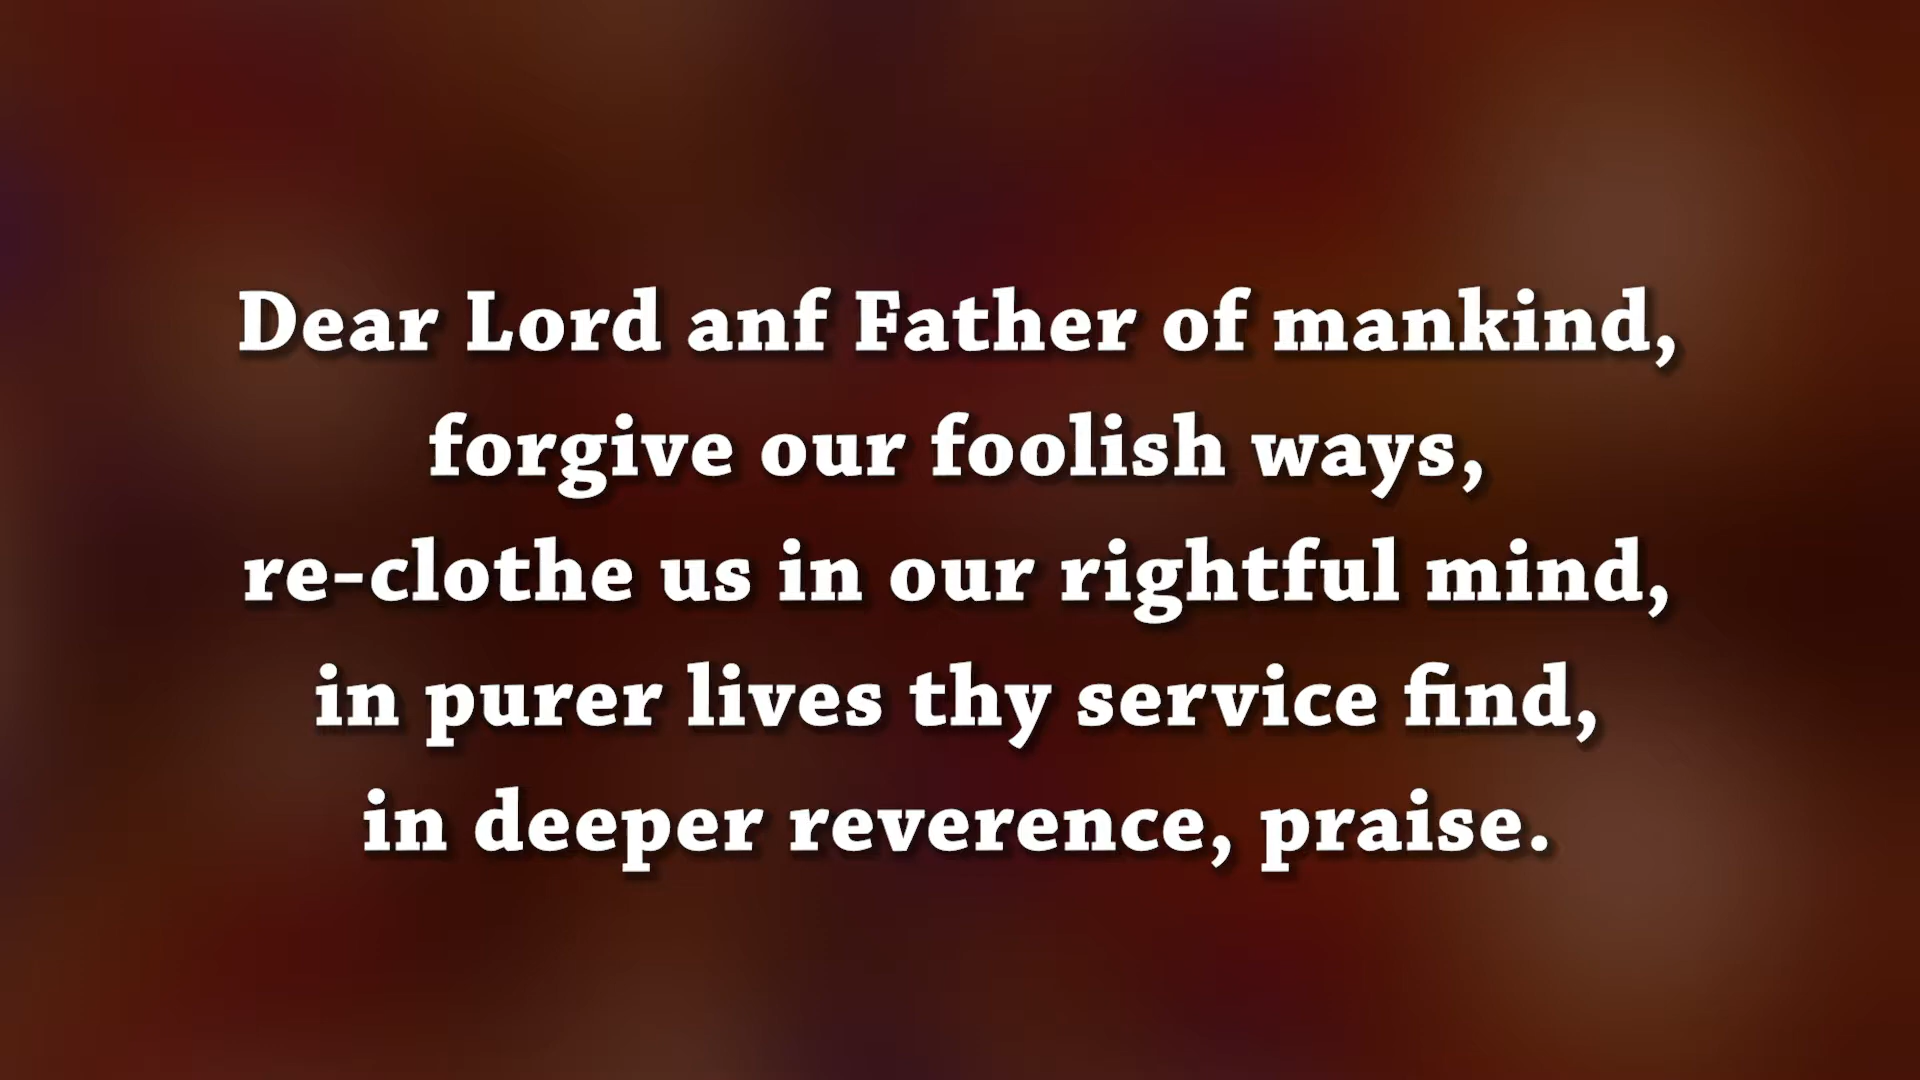 Dear Lord anf Father of mankind,
forgive our foolish ways,
re-clothe us in our rightful mind,
in purer lives thy service find,
in deeper reverence, praise.